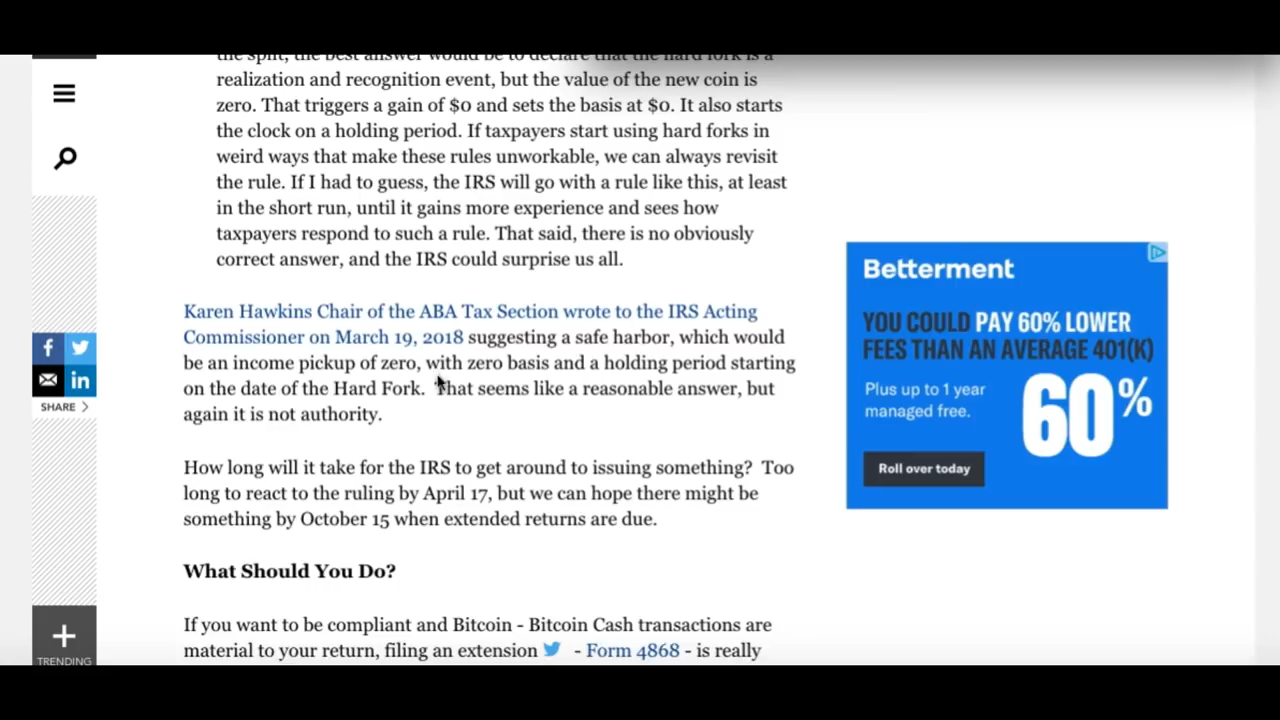 the split, the best answer would be to declare that the hard fork is a
realization and recognition event, but the value of the new coin is
zero. That triggers a gain of $0 and sets the basis at $0. It also starts
the clock on a holding period. If taxpayers start using hard forks in
weird ways that make these rules unworkable, we can always revisit
the rule. If I had to guess, the IRS will go with a rule like this, at least
in the short run, until it gains more experience and sees how
taxpayers respond to such a rule. That said, there is no obviously
correct answer, and the IRS could surprise us all.
Karen Hawkins Chair of the ABA Tax Section wrote to the IRS Acting
Commissioner on March 19, 2018 suggesting a safe harbor, which would
be an income pickup of zero, with zero basis and a holding period starting
on the date of the Hard Fork. That seems like a reasonable answer, but
again it is not authority.
How long will it take for the IRS to get around to issuing something? Too
long to react to the ruling by April 17, but we can hope there might be
something by October 15 when extended returns are due.
What Should You Do?
If you want to be compliant and Bitcoin - Bitcoin Cash transactions are
material to your return, filing an extension - Form 4868 - is really
SHARE
TRENDING
Betterment
YOU COULD PAY 60% LOWER
FEES THAN AN AVERAGE 401(K)
Plus up to 1 year
managed free.
60%
Roll over today